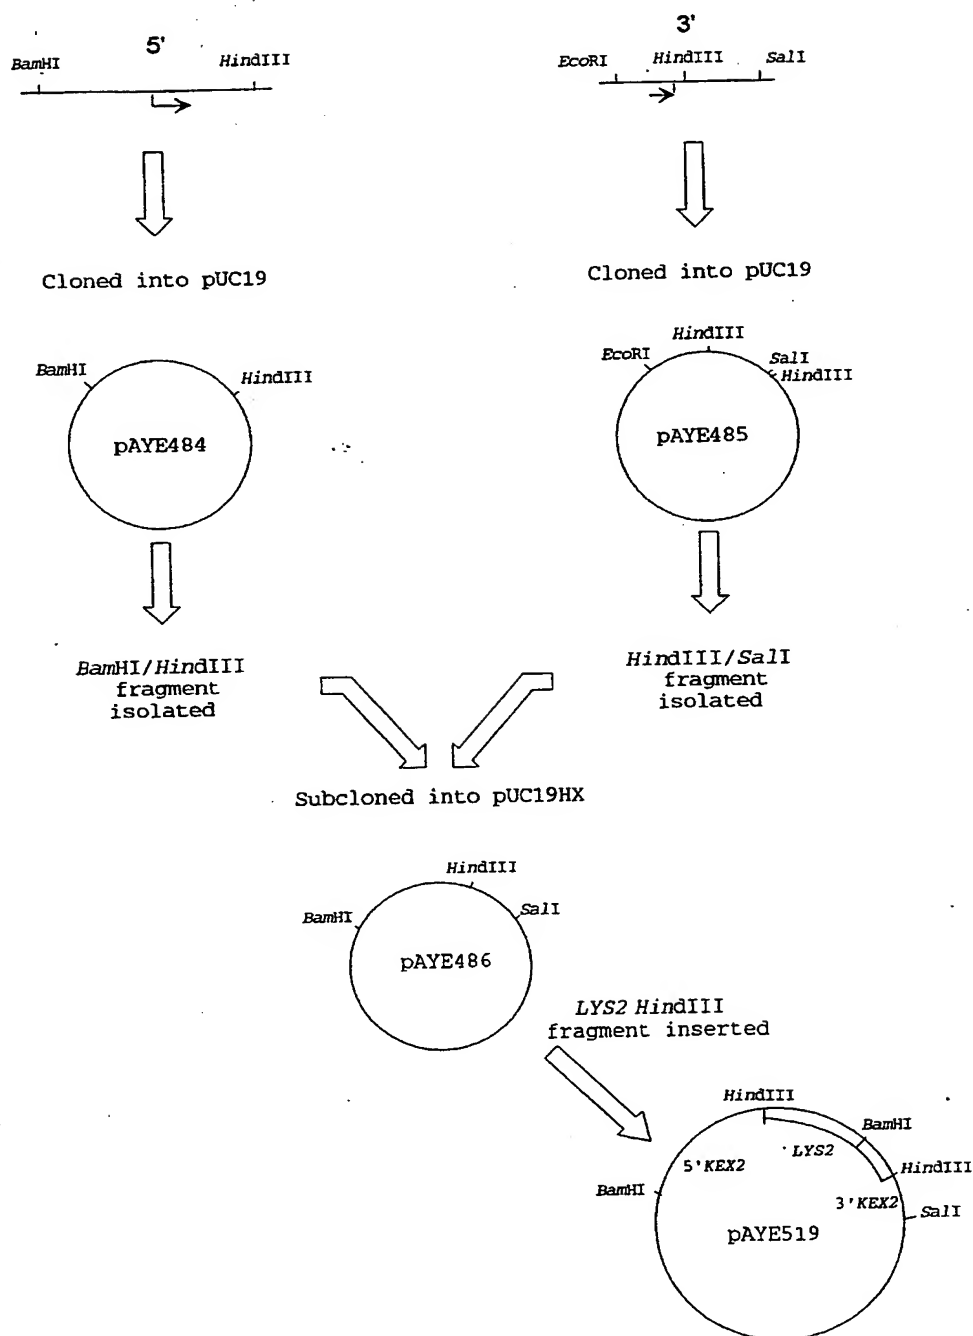 5'
BamHI HindIII
3'
EcoRI HindIII SalI
Cloned into pUC19
Cloned into pUC19
BamHI HindIII
pAYE484
HindIII
EcoRI SalI
HindIII
pAYE485
BamHI/HindIII
fragment
isolated
HindIII/SalI
fragment
isolated
Subcloned into pUC19HX
HindIII
BamHI SalI
pAYE486
LYS2 HindIII
fragment inserted
HindIII
BamHI
LYS2
5'KEX2
HindIII
BamHI
3'KEX2
SalI
pAYE519